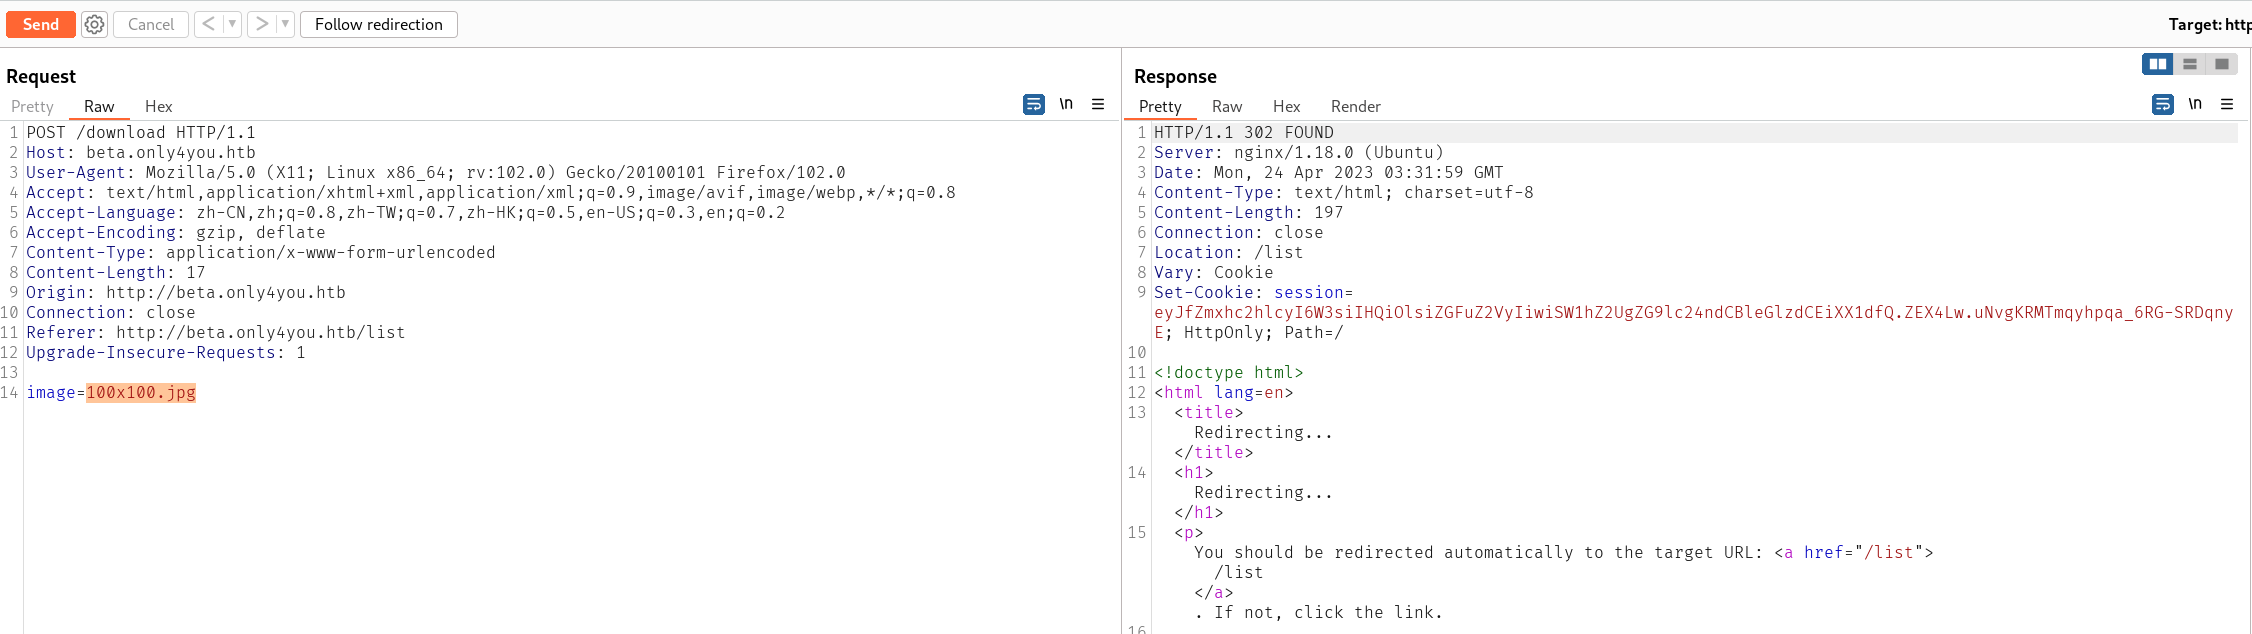 Send Cancel < > Follow redirection Target: http
Request
Pretty Raw Hex \n
1 POST /download HTTP/1.1
2 Host: beta.only4you.htb
3 User-Agent: Mozilla/5.0 (X11; Linux x86_64; rv:102.0) Gecko/20100101 Firefox/102.0
4 Accept: text/html,application/xhtml+xml,application/xml;q=0.9,image/avif,image/webp,*/*;q=0.8
5 Accept-Language: zh-CN,zh;q=0.8,zh-TW;q=0.7,zh-HK;q=0.5,en-US;q=0.3,en;q=0.2
6 Accept-Encoding: gzip, deflate
7 Content-Type: application/x-www-form-urlencoded
8 Content-Length: 17
9 Origin: http://beta.only4you.htb
10 Connection: close
11 Referer: http://beta.only4you.htb/list
12 Upgrade-Insecure-Requests: 1
13
14 image=100x100.jpg
Response
Pretty Raw Hex Render \n
1 HTTP/1.1 302 FOUND
2 Server: nginx/1.18.0 (Ubuntu)
3 Date: Mon, 24 Apr 2023 03:31:59 GMT
4 Content-Type: text/html; charset=utf-8
5 Content-Length: 197
6 Connection: close
7 Location: /list
8 Vary: Cookie
9 Set-Cookie: session=
eyJfZmxhc2hlcyI6W3siIHQiOlsiZGFuZ2VyIiwiSW1hZ2UgZG9lc24ndCBleGlzdCEiXX1dfQ.ZEX4Lw.uNvgKRMTmqyhpqa_6RG-SRDqny
E; HttpOnly; Path=/
10
11 <!doctype html>
12 <html lang=en>
13 <title>
Redirecting...
</title>
14 <h1>
Redirecting...
</h1>
15 <p>
You should be redirected automatically to the target URL: <a href="/list">
/list
</a>
. If not, click the link.
16